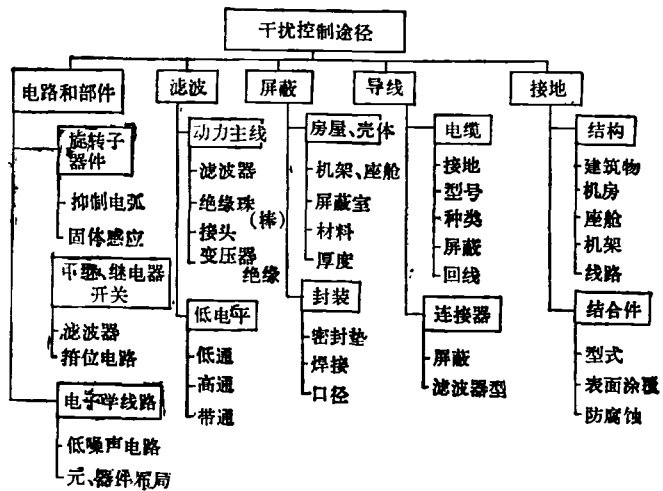 干扰控制途径
电路和部件
旋转子
器件
抑制电弧
固体感应
中继、继电器
开关
滤波器
箝位电路
电子学线路
低噪声电路
元、器件布局
滤波
动力主线
滤波器
绝缘珠
(棒)
接头
变压器
绝缘
低电平
低通
高通
带通
屏蔽
房屋、壳体
机架、座舱
屏蔽室
材料
厚度
封装
密封垫
焊接
口径
导线
电缆
接地
型号
种类
屏蔽
回线
连接器
屏蔽
滤波器型
接地
结构
建筑物
机房
座舱
机架
线路
结合件
型式
表面涂覆
防腐蚀